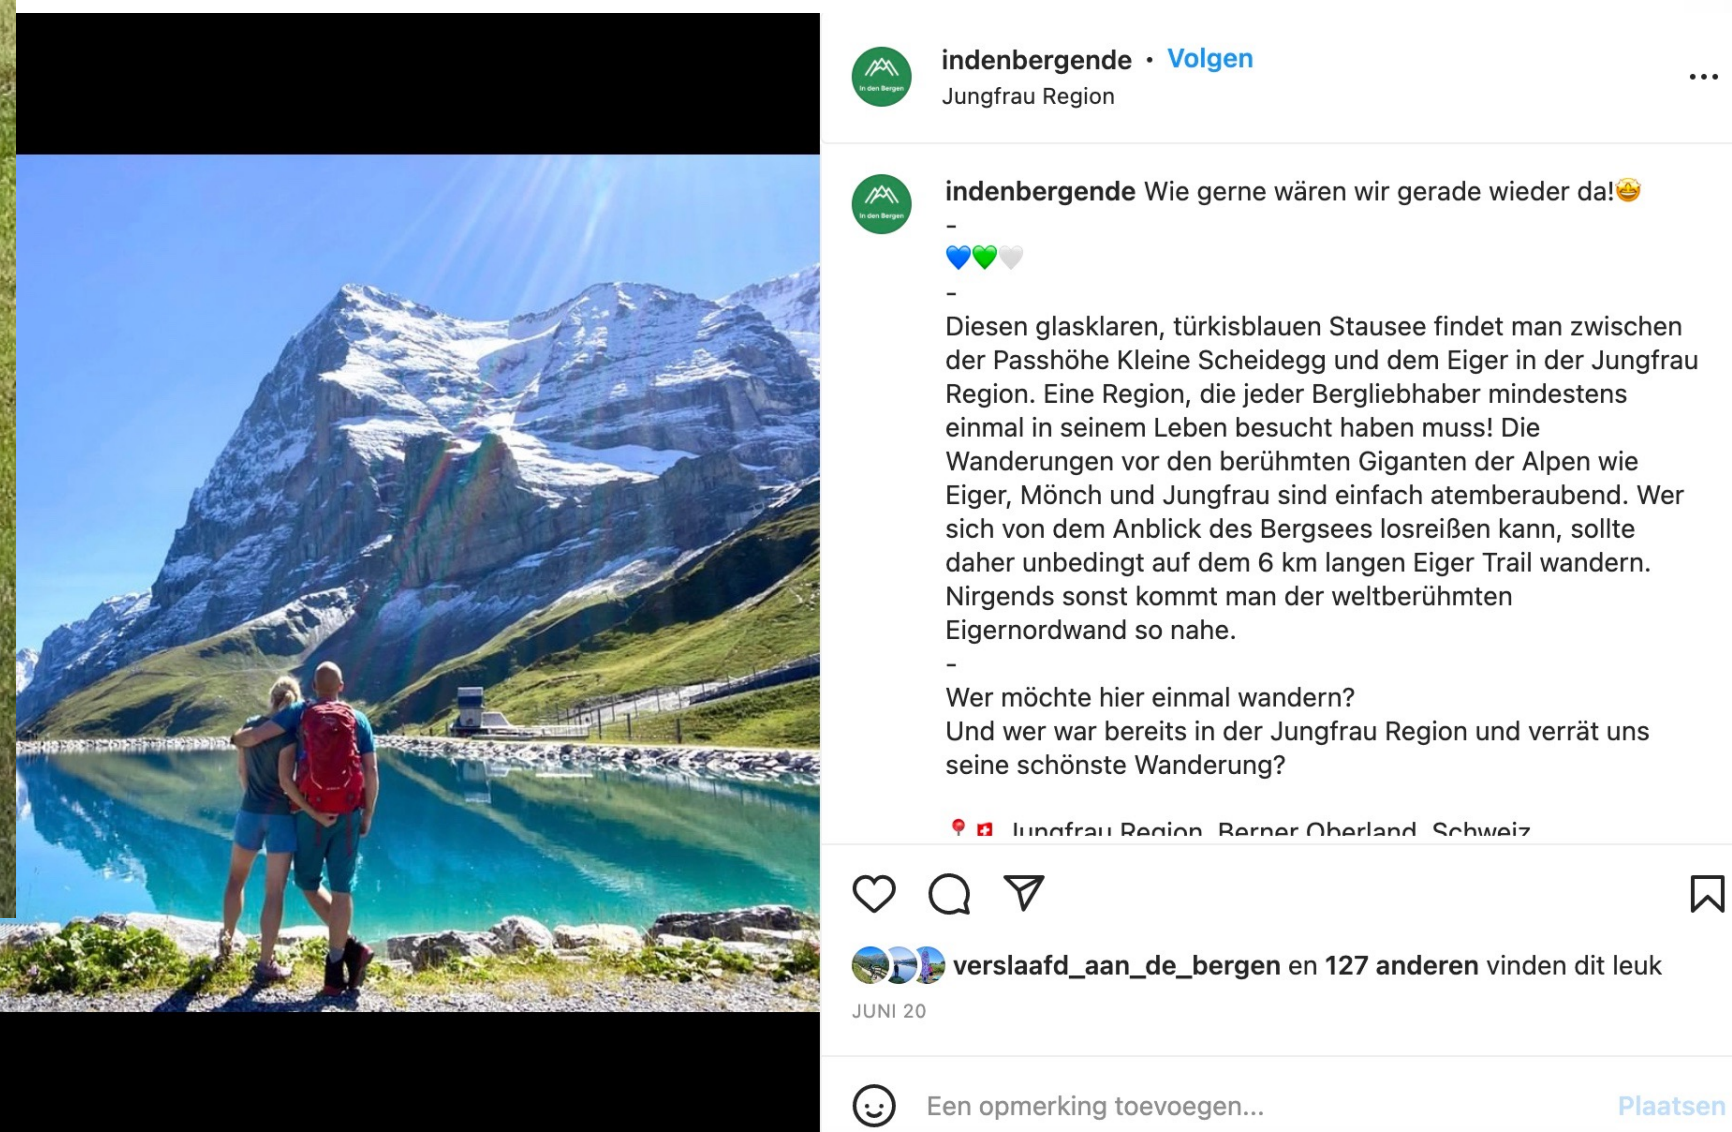 In den Bergen
indenbergende • Volgen
Jungfrau Region
In den Bergen
indenbergende Wie gerne wären wir gerade wieder da!🤩
-
💙💚🤍
-
Diesen glasklaren, türkisblauen Stausee findet man zwischen
der Passhöhe Kleine Scheidegg und dem Eiger in der Jungfrau
Region. Eine Region, die jeder Bergliebhaber mindestens
einmal in seinem Leben besucht haben muss! Die
Wanderungen vor den berühmten Giganten der Alpen wie
Eiger, Mönch und Jungfrau sind einfach atemberaubend. Wer
sich von dem Anblick des Bergsees losreißen kann, sollte
daher unbedingt auf dem 6 km langen Eiger Trail wandern.
Nirgends sonst kommt man der weltberühmten
Eigernordwand so nahe.
-
Wer möchte hier einmal wandern?
Und wer war bereits in der Jungfrau Region und verrät uns
seine schönste Wanderung?
📍🇨🇭 Jungfrau Region, Berner Oberland, Schweiz
verslaafd_aan_de_bergen en 127 anderen vinden dit leuk
JUNI 20
Een opmerking toevoegen...
Plaatsen